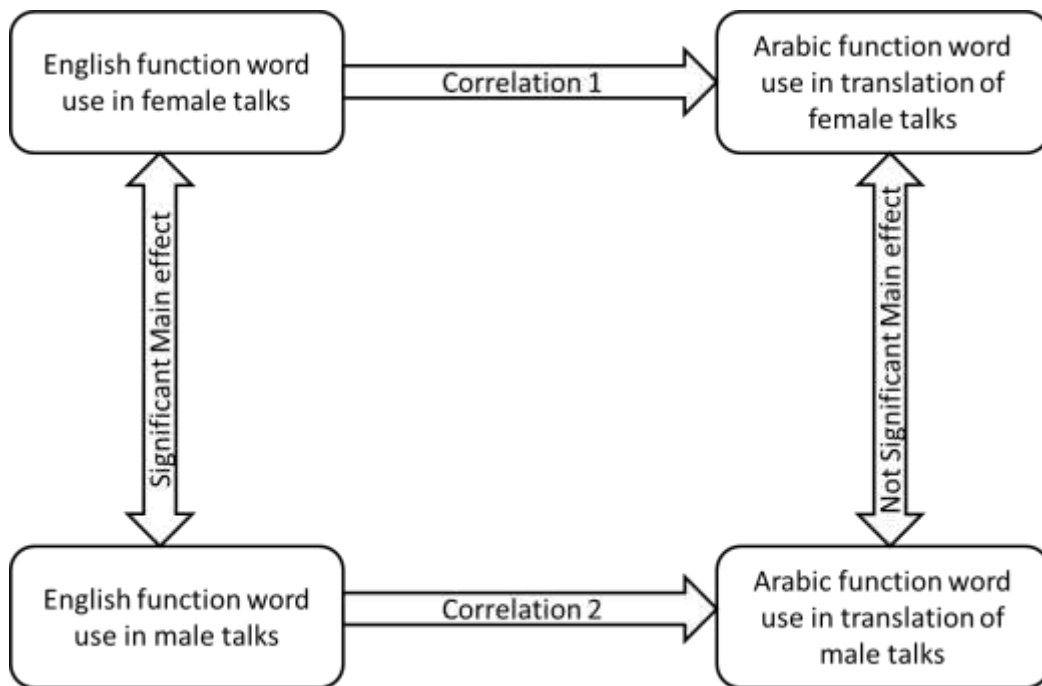 English function word
use in female talks
Correlation 1
Arabic function word
use in translation of
female talks
Significant Main effect
Not Significant Main effect
English function word
use in male talks
Correlation 2
Arabic function word
use in translation of
male talks